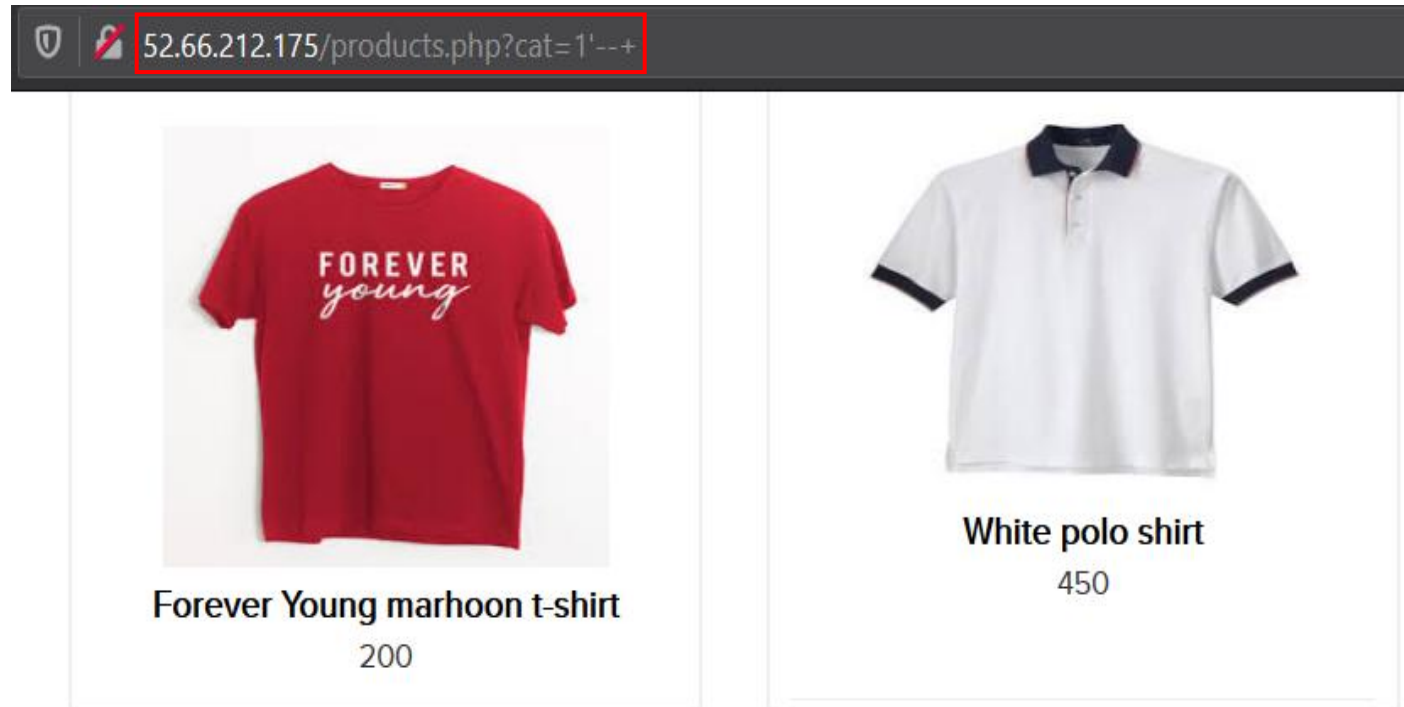 52.66.212.175/products.php?cat=1'--+
FOREVER
young
Forever Young marhoon t-shirt
200
White polo shirt
450